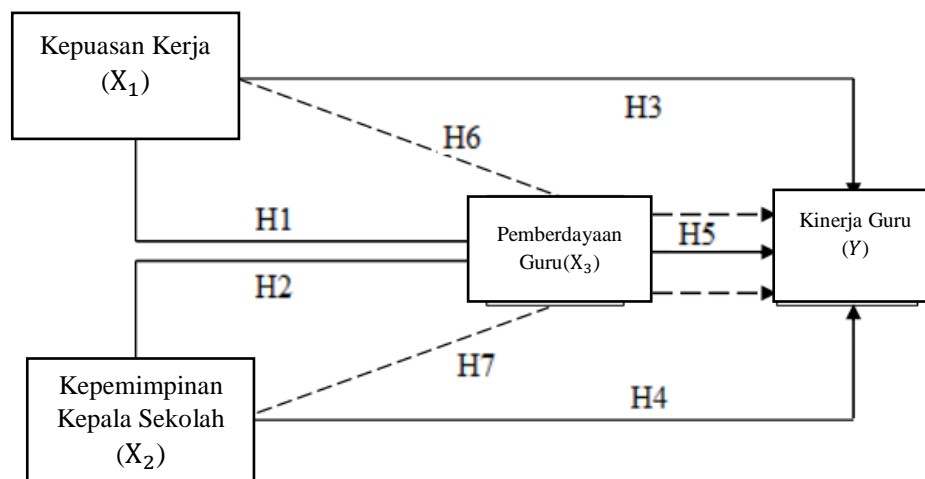 Kepuasan Kerja
(X₁)
H3
H6
H1
Pemberdayaan
Guru(X₃)
H5
Kinerja Guru
(Y)
H2
H7
Kepemimpinan
Kepala Sekolah
(X₂)
H4